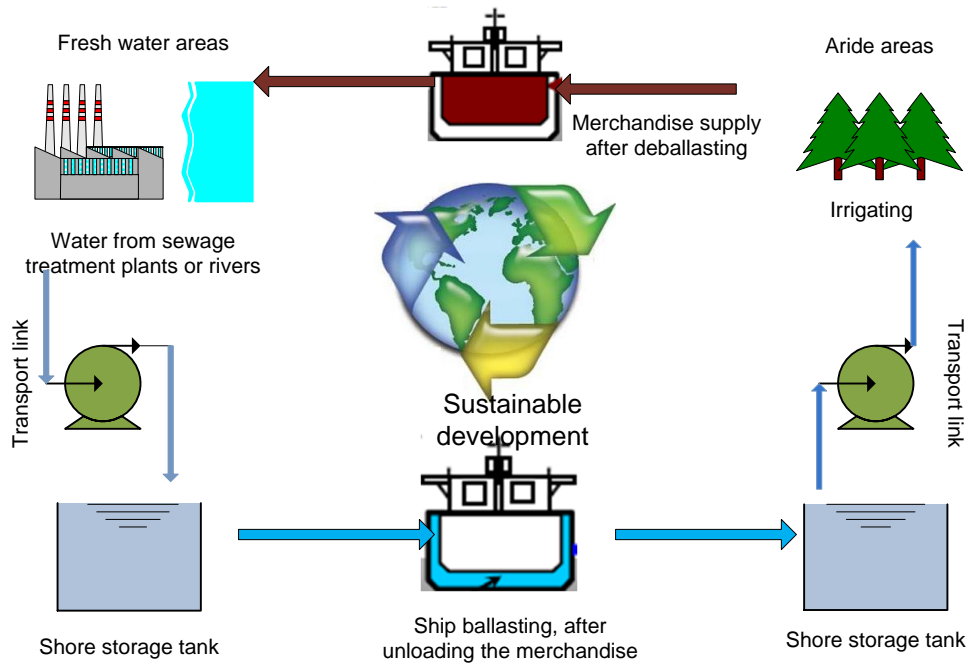 Fresh water areas
Aride areas
Merchandise supply
after deballasting
Irrigating
Water from sewage
treatment plants or rivers
Transport link
Transport link
Sustainable
development
Shore storage tank
Ship ballasting, after
unloading the merchandise
Shore storage tank